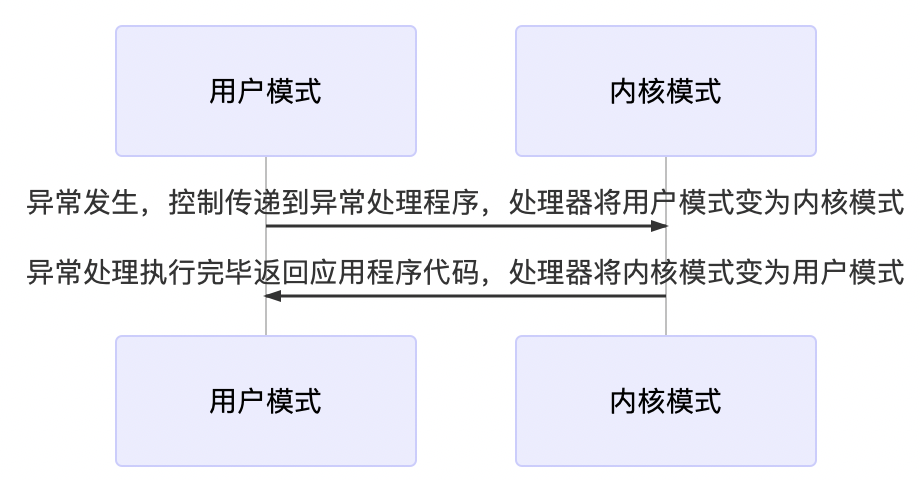 用户模式
内核模式
异常发生，控制传递到异常处理程序，处理器将用户模式变为内核模式
异常处理执行完毕返回应用程序代码，处理器将内核模式变为用户模式
用户模式
内核模式